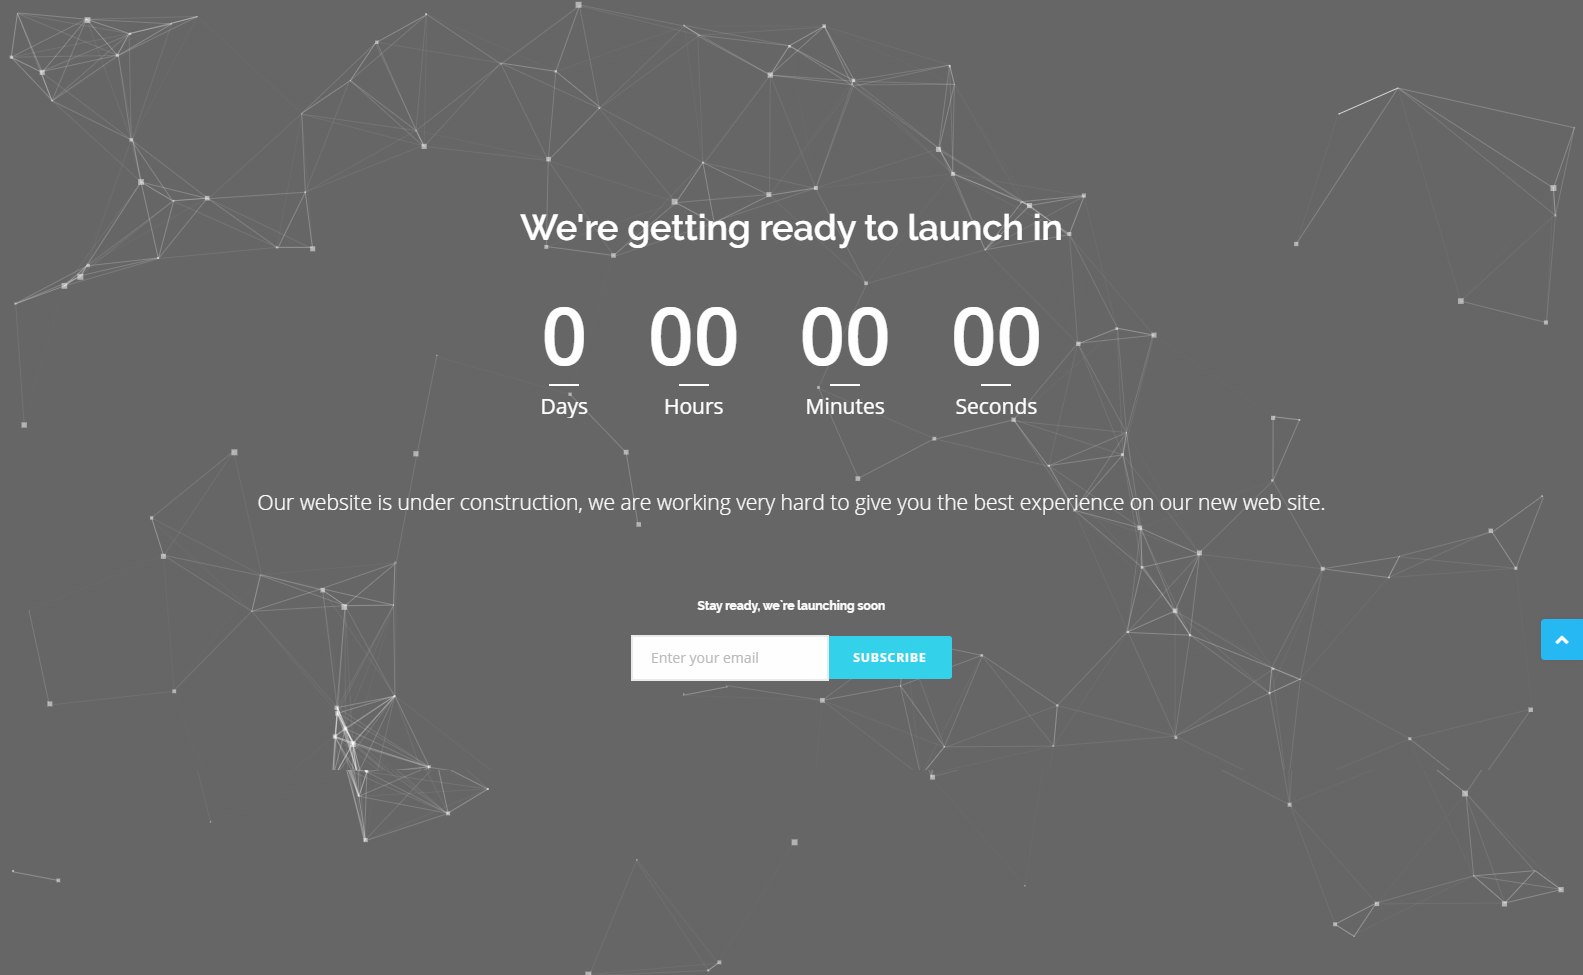 We're getting ready to launch in
0 00 00 00
Days Hours Minutes Seconds
Our website is under construction, we are working very hard to give you the best experience on our new web site.
Stay ready, we`re launching soon
Enter your email SUBSCRIBE